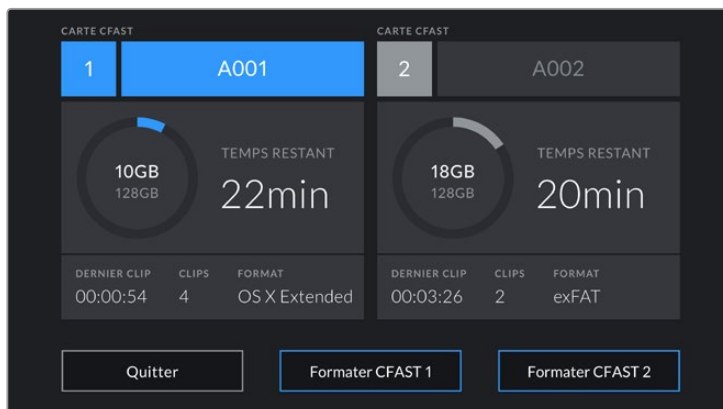 CARTE CFAST
1 A001
10GB
128GB
TEMPS RESTANT
22min
DERNIER CLIP CLIPS FORMAT
00:00:54 4 OS X Extended
CARTE CFAST
2 A002
18GB
128GB
TEMPS RESTANT
20min
DERNIER CLIP CLIPS FORMAT
00:03:26 2 exFAT
Quitter Formater CFAST 1 Formater CFAST 2